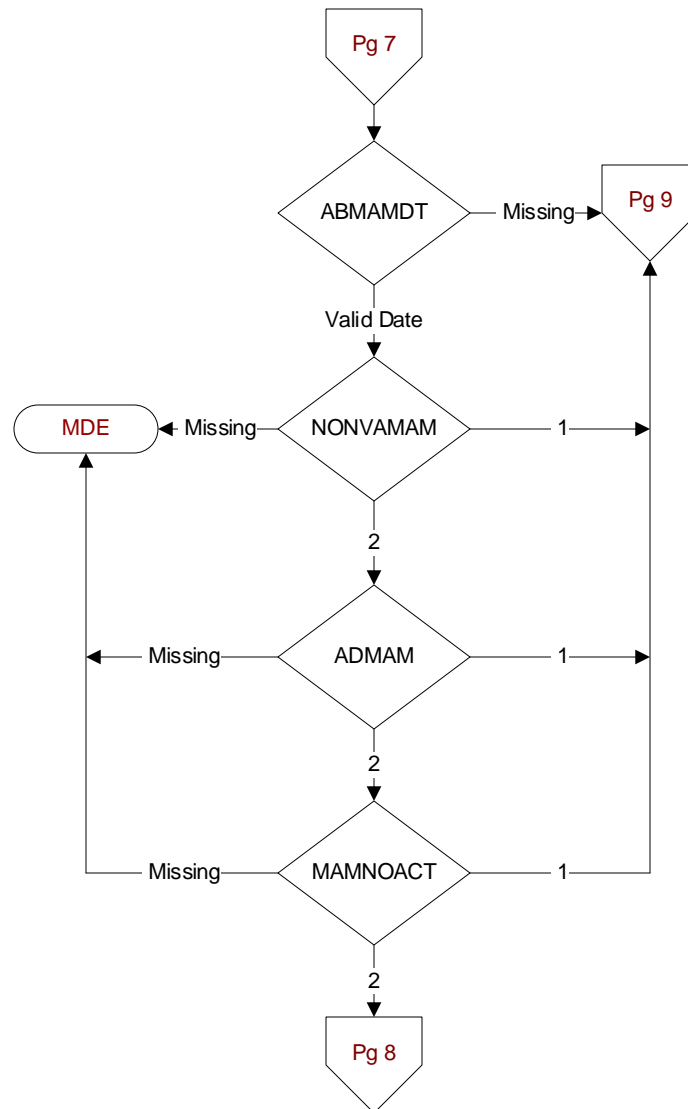 Pg 7
ABMAMDT
Missing
Pg 9
Valid Date
MDE
Missing
NONVAMAM
1
2
Missing
ADMAM
1
2
Missing
MAMNOACT
1
2
Pg 8